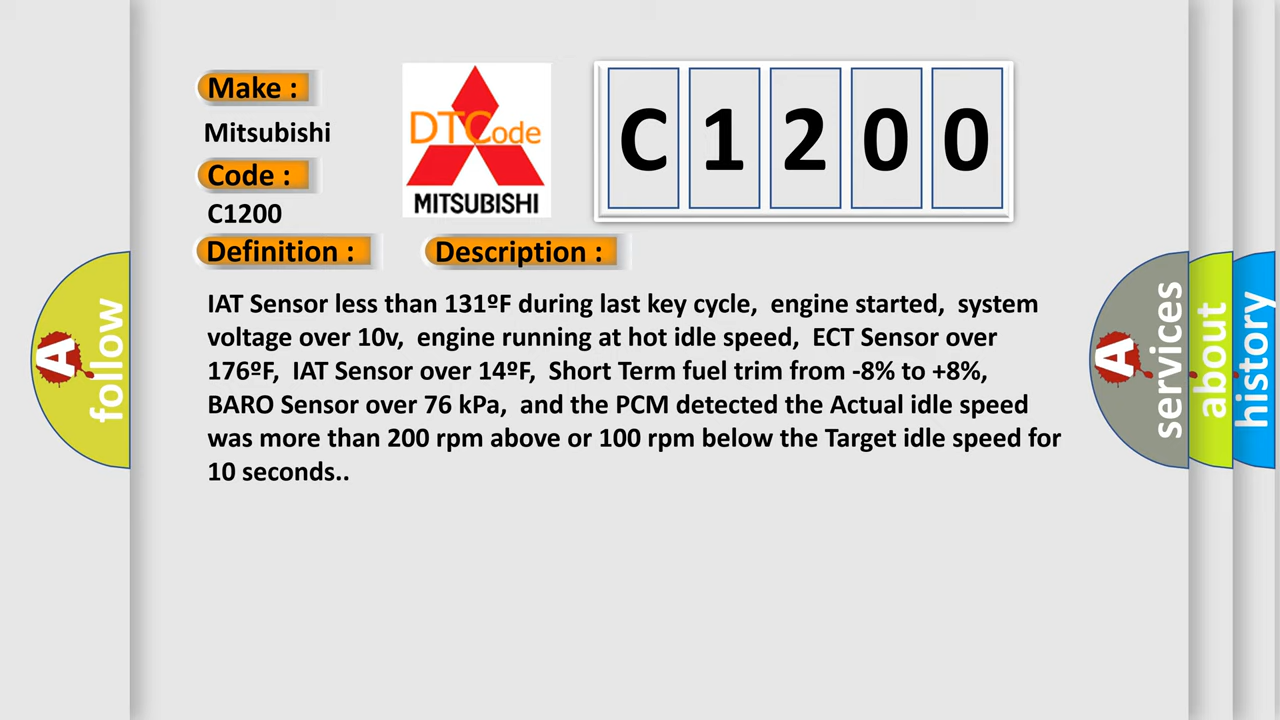 Make :
Mitsubishi
Code :
C1200
Definition :
Description :
DTCode
MITSUBISHI
C1200
IAT Sensor less than 131ºF during last key cycle, engine started, system
voltage over 10v, engine running at hot idle speed, ECT Sensor over
176ºF, IAT Sensor over 14ºF, Short Term fuel trim from -8% to +8%,
BARO Sensor over 76 kPa, and the PCM detected the Actual idle speed
was more than 200 rpm above or 100 rpm below the Target idle speed for
10 seconds..
A
follow
A
services
about
history